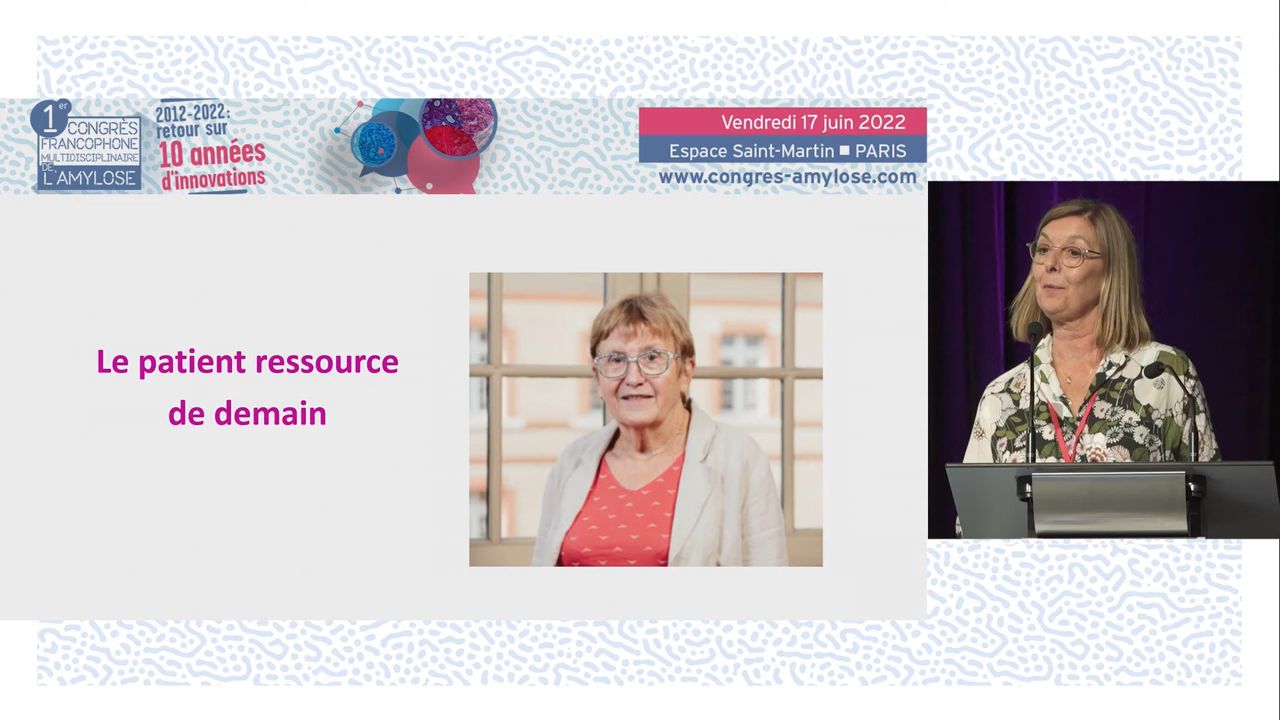 1er
CONGRÈS
FRANCOPHONE
MULTIDISCIPLINAIRE
DE
L'AMYLOSE
2012-2022:
retour sur
10 années
d'innovations
Vendredi 17 juin 2022
Espace Saint-Martin ■ PARIS
www.congres-amylose.com
Le patient ressource
de demain